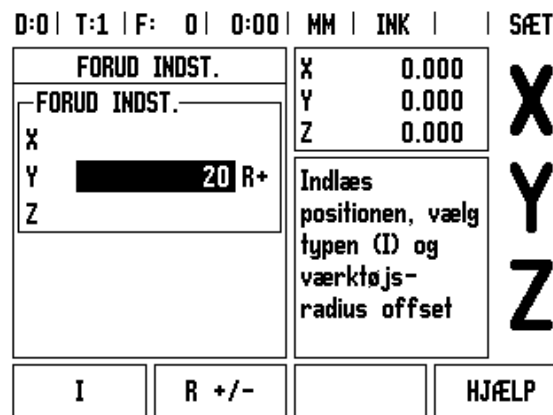 D:0 | T:1 | F: 0 | 0:00 | MM | INK | | SÆT
FORUD INDST.
FORUD INDST.
X
Y 20 R+
Z
X 0.000
Y 0.000
Z 0.000
Indlæs
positionen, vælg
typen (I) og
værktøjs-
radius offset
X
Y
Z
I
R +/-
HJÆLP